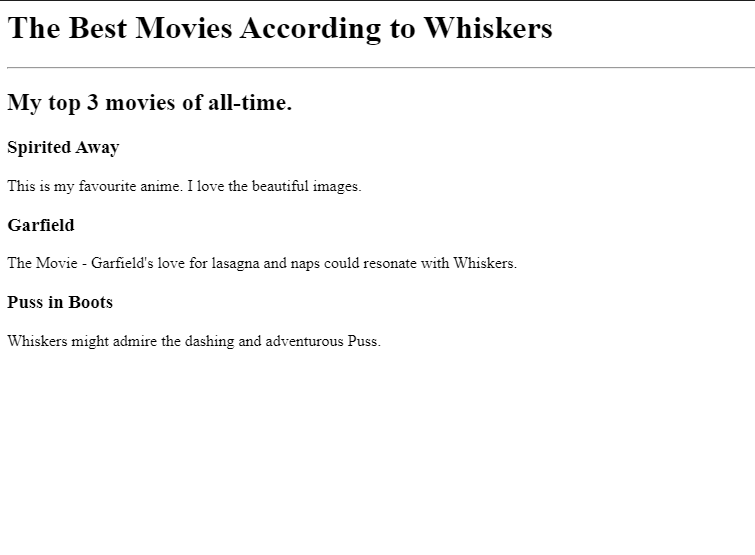 The Best Movies According to Whiskers
My top 3 movies of all-time.
Spirited Away
This is my favourite anime. I love the beautiful images.
Garfield
The Movie - Garfield's love for lasagna and naps could resonate with Whiskers.
Puss in Boots
Whiskers might admire the dashing and adventurous Puss.